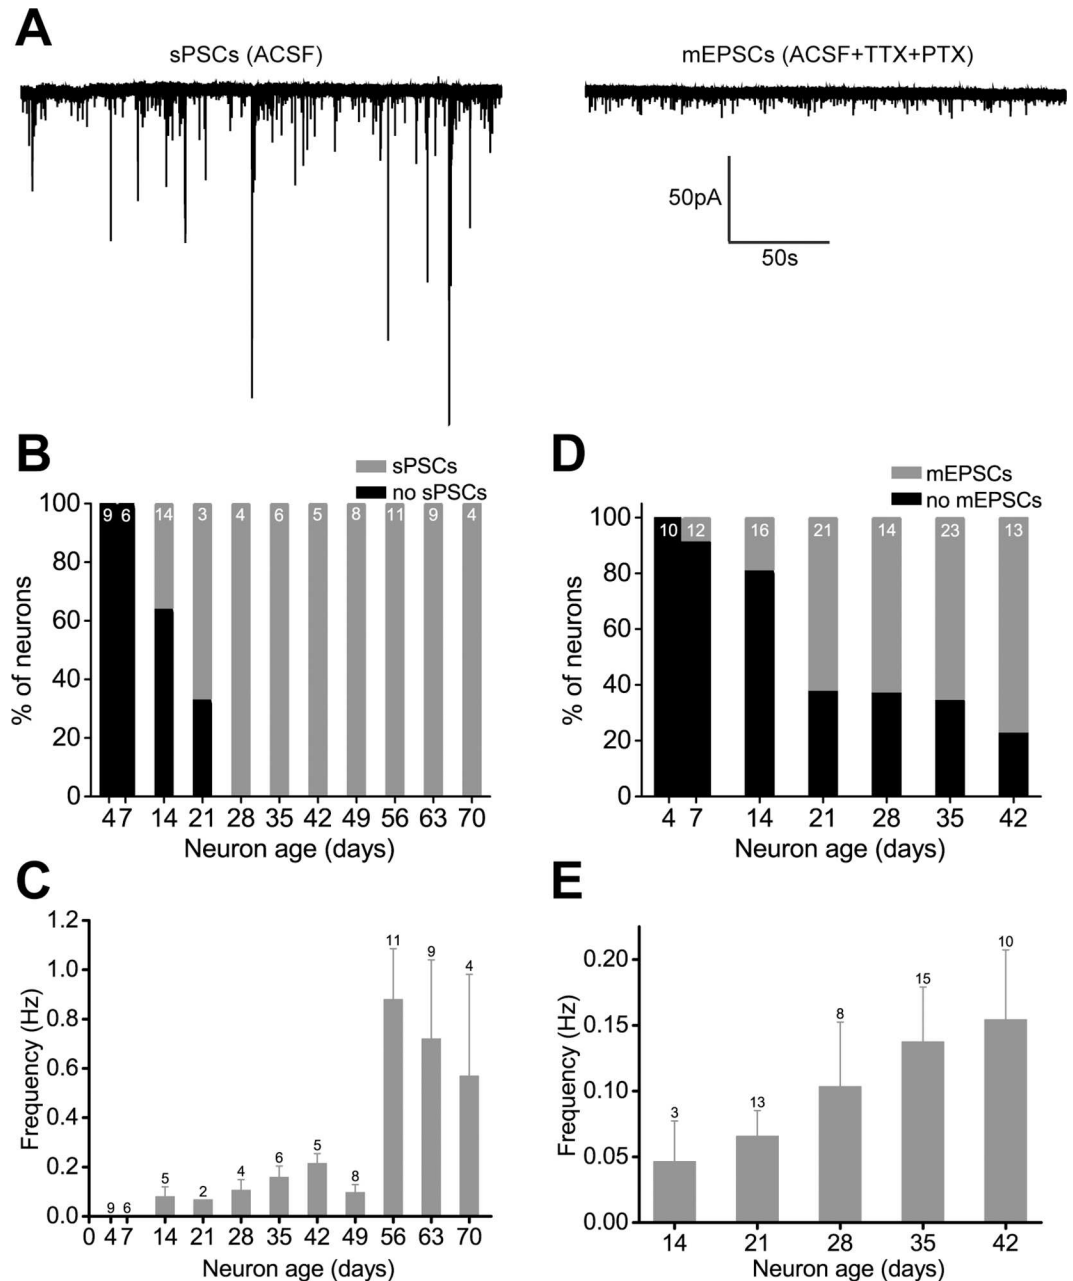 A
sPSCs (ACSF)
mEPSCs (ACSF+TTX+PTX)
50pA
50s
B
sPSCs
no sPSCs
100
80
60
40
20
0
% of neurons
9 6 14 3 4 6 5 8 11 9 4
4 7 14 21 28 35 42 49 56 63 70
Neuron age (days)
D
mEPSCs
no mEPSCs
100
80
60
40
20
0
% of neurons
10 12 16 21 14 23 13
4 7 14 21 28 35 42
Neuron age (days)
C
1.2
1.0
0.8
0.6
0.4
0.2
0.0
Frequency (Hz)
9 6 5 2 4 6 5 8 11 9 4
0 4 7 14 21 28 35 42 49 56 63 70
Neuron age (days)
E
0.20
0.15
0.10
0.05
0.00
Frequency (Hz)
3 13 8 15 10
14 21 28 35 42
Neuron age (days)